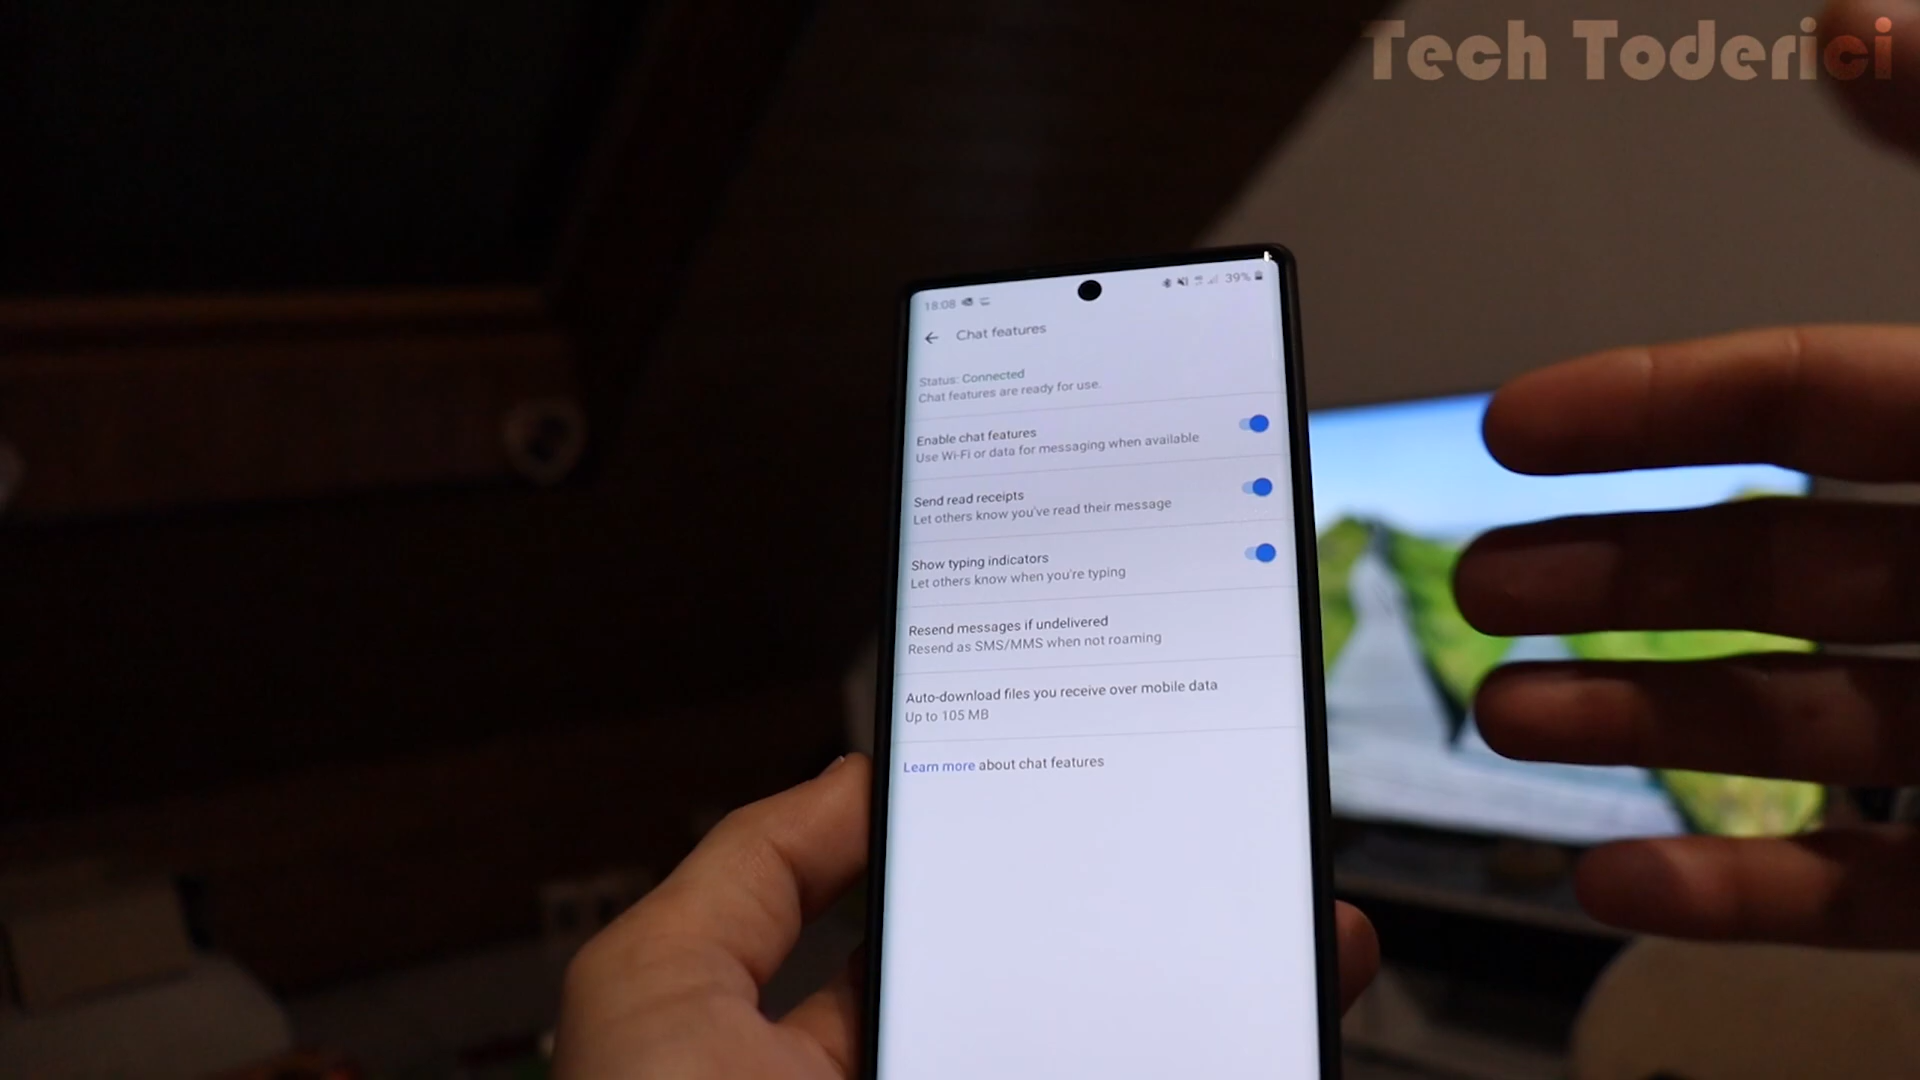 Tech Toderici
18:08
39%
Chat features
Status: Connected
Chat features are ready for use.
Enable chat features
Use Wi-Fi or data for messaging when available
Send read receipts
Let others know you've read their message
Show typing indicators
Let others know when you're typing
Resend messages if undelivered
Resend as SMS/MMS when not roaming
Auto-download files you receive over mobile data
Up to 105 MB
Learn more about chat features